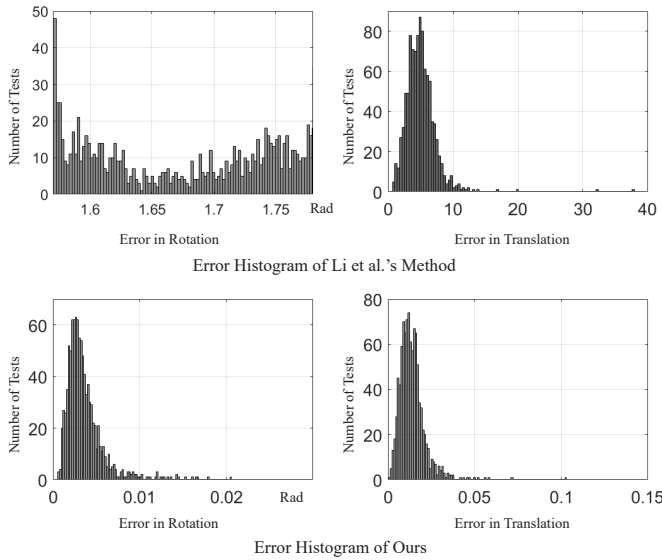 50
40
30
20
10
0
Number of Tests
1.6 1.65 1.7 1.75 Rad
Error in Rotation
80
60
40
20
0
Number of Tests
0 10 20 30 40
Error in Translation
Error Histogram of Li et al.'s Method
60
40
20
0
Number of Tests
0 0.01 0.02 Rad
Error in Rotation
80
60
40
20
0
Number of Tests
0 0.05 0.1 0.15
Error in Translation
Error Histogram of Ours